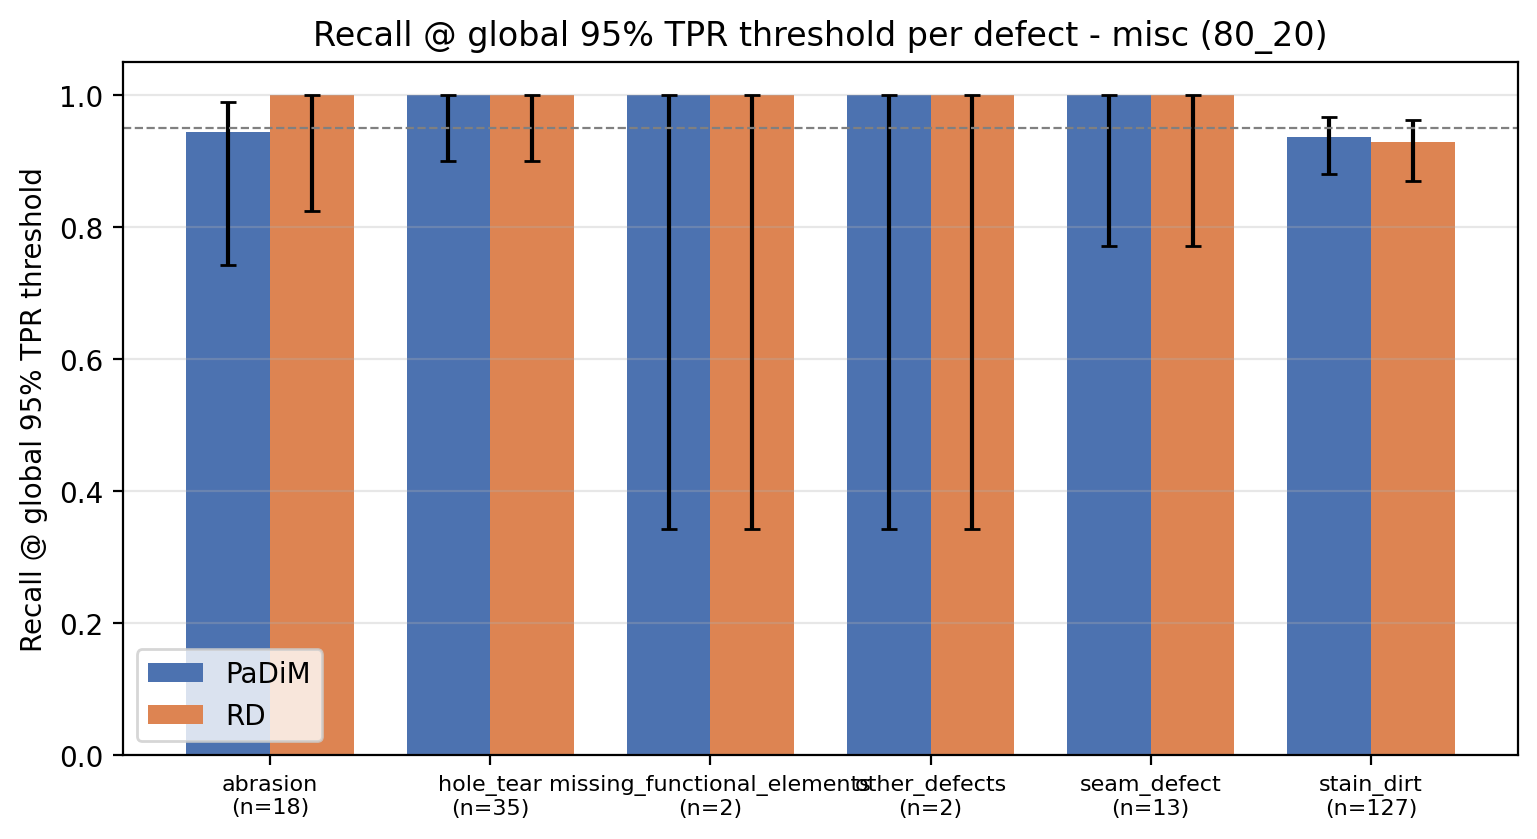 Recall @ global 95% TPR threshold per defect - misc (80_20)
Recall @ global 95% TPR threshold
1.0
0.8
0.6
0.4
0.2
0.0
PaDiM
RD
abrasion
(n=18)
hole_tear
(n=35)
missing_functional_elements
(n=2)
other_defects
(n=2)
seam_defect
(n=13)
stain_dirt
(n=127)